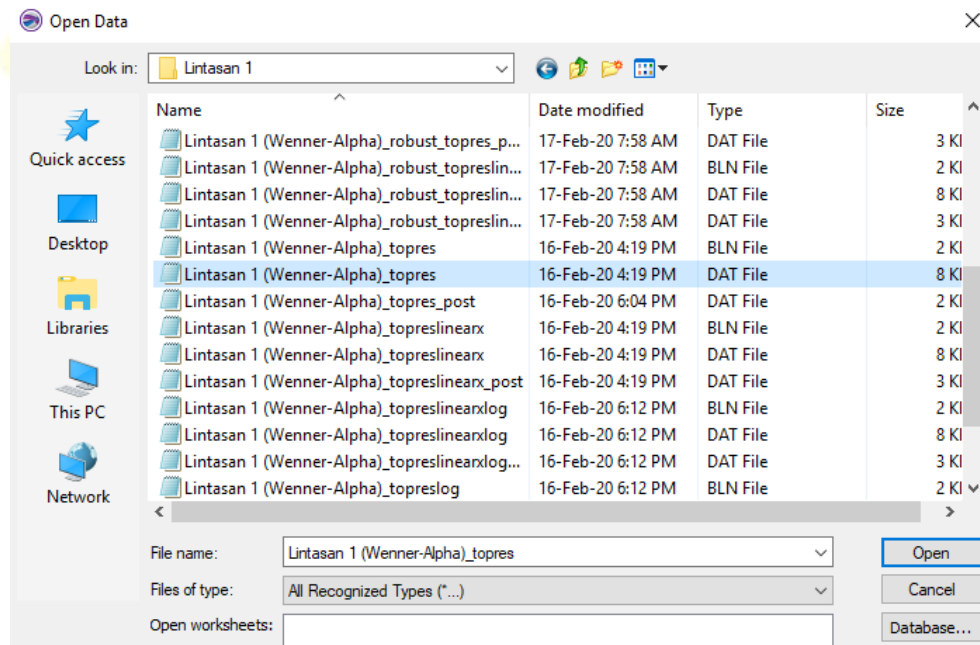 Open Data
Look in: Lintasan 1
Name Date modified Type Size
Lintasan 1 (Wenner-Alpha)_robust_topres_p... 17-Feb-20 7:58 AM DAT File 3 KI
Lintasan 1 (Wenner-Alpha)_robust_topreslin... 17-Feb-20 7:58 AM BLN File 2 KI
Lintasan 1 (Wenner-Alpha)_robust_topreslin... 17-Feb-20 7:58 AM DAT File 8 KI
Lintasan 1 (Wenner-Alpha)_robust_topreslin... 17-Feb-20 7:58 AM DAT File 3 KI
Lintasan 1 (Wenner-Alpha)_topres 16-Feb-20 4:19 PM BLN File 2 KI
Lintasan 1 (Wenner-Alpha)_topres 16-Feb-20 4:19 PM DAT File 8 KI
Lintasan 1 (Wenner-Alpha)_topres_post 16-Feb-20 6:04 PM DAT File 2 KI
Lintasan 1 (Wenner-Alpha)_topreslinearx 16-Feb-20 4:19 PM BLN File 2 KI
Lintasan 1 (Wenner-Alpha)_topreslinearx 16-Feb-20 4:19 PM DAT File 8 KI
Lintasan 1 (Wenner-Alpha)_topreslinearx_post 16-Feb-20 4:19 PM DAT File 3 KI
Lintasan 1 (Wenner-Alpha)_topreslinearxlog 16-Feb-20 6:12 PM BLN File 2 KI
Lintasan 1 (Wenner-Alpha)_topreslinearxlog 16-Feb-20 6:12 PM DAT File 8 KI
Lintasan 1 (Wenner-Alpha)_topreslinearxlog... 16-Feb-20 6:12 PM DAT File 3 KI
Lintasan 1 (Wenner-Alpha)_topreslog 16-Feb-20 6:12 PM BLN File 2 KI
Quick access
Desktop
Libraries
This PC
Network
File name: Lintasan 1 (Wenner-Alpha)_topres Open
Files of type: All Recognized Types (*...) Cancel
Open worksheets: Database...